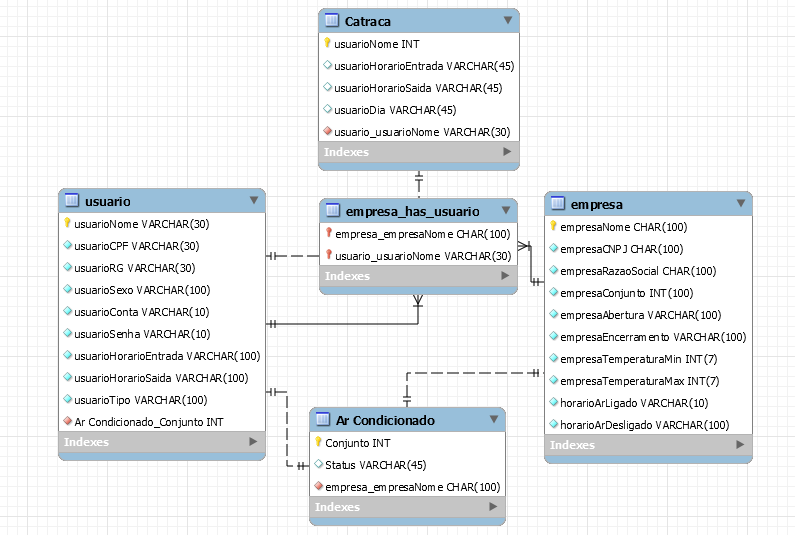 Catraca
usuarioNome INT
usuarioHorarioEntrada VARCHAR(45)
usuarioHorarioSaida VARCHAR(45)
usuarioDia VARCHAR(45)
usuario_usuarioNome VARCHAR(30)
Indexes
usuario
usuarioNome VARCHAR(30)
usuarioCPF VARCHAR(30)
usuarioRG VARCHAR(30)
usuarioSexo VARCHAR(100)
usuarioConta VARCHAR(10)
usuarioSenha VARCHAR(10)
usuarioHorarioEntrada VARCHAR(100)
usuarioHorarioSaida VARCHAR(100)
usuarioTipo VARCHAR(100)
Ar Condicionado_Conjunto INT
Indexes
empresa_has_usuario
empresa_empresaNome CHAR(100)
usuario_usuarioNome VARCHAR(30)
Indexes
empresa
empresaNome CHAR(100)
empresaCNPJ CHAR(100)
empresaRazaoSocial CHAR(100)
empresaConjunto INT(100)
empresaAbertura VARCHAR(100)
empresaEncerramento VARCHAR(100)
empresaTemperaturaMin INT(7)
empresaTemperaturaMax INT(7)
horarioArLigado VARCHAR(10)
horarioArDesligado VARCHAR(100)
Indexes
Ar Condicionado
Conjunto INT
Status VARCHAR(45)
empresa_empresaNome CHAR(100)
Indexes